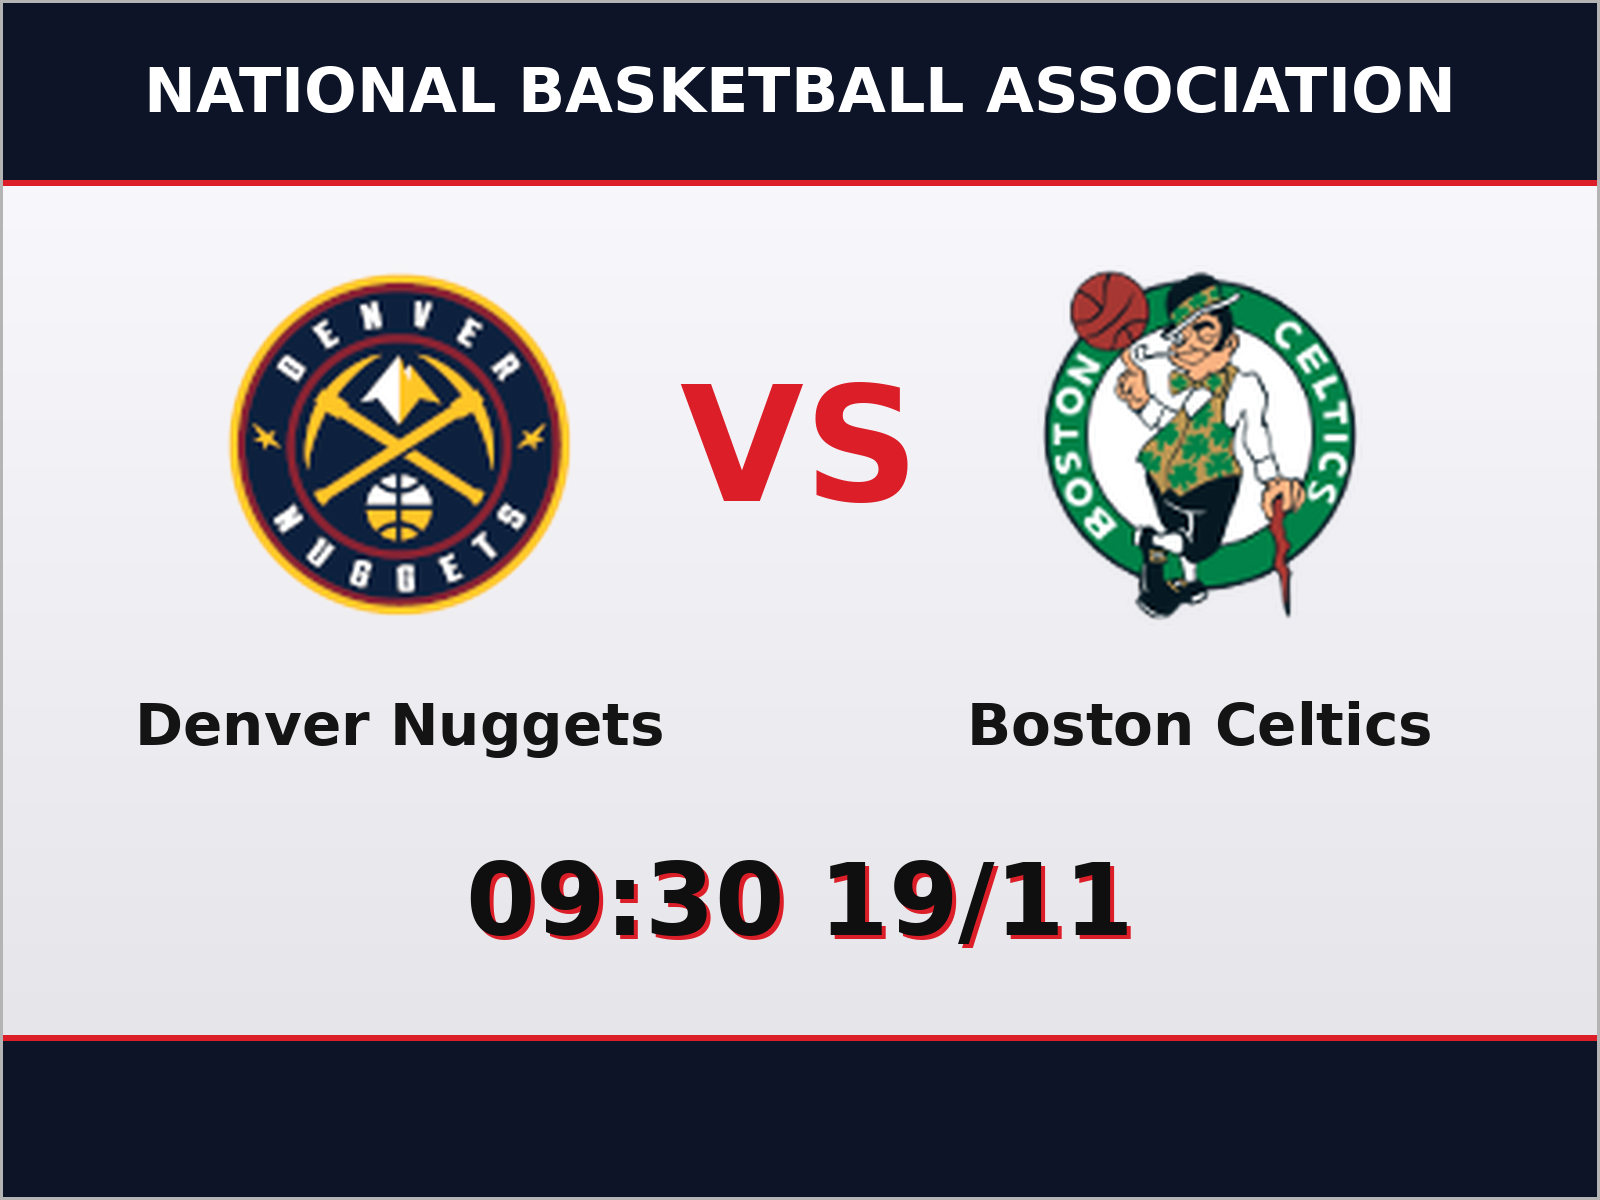 NATIONAL BASKETBALL ASSOCIATION
DENVER
NUGGETS
VS
BOSTON
CELTICS
Denver Nuggets
Boston Celtics
09:30 19/11